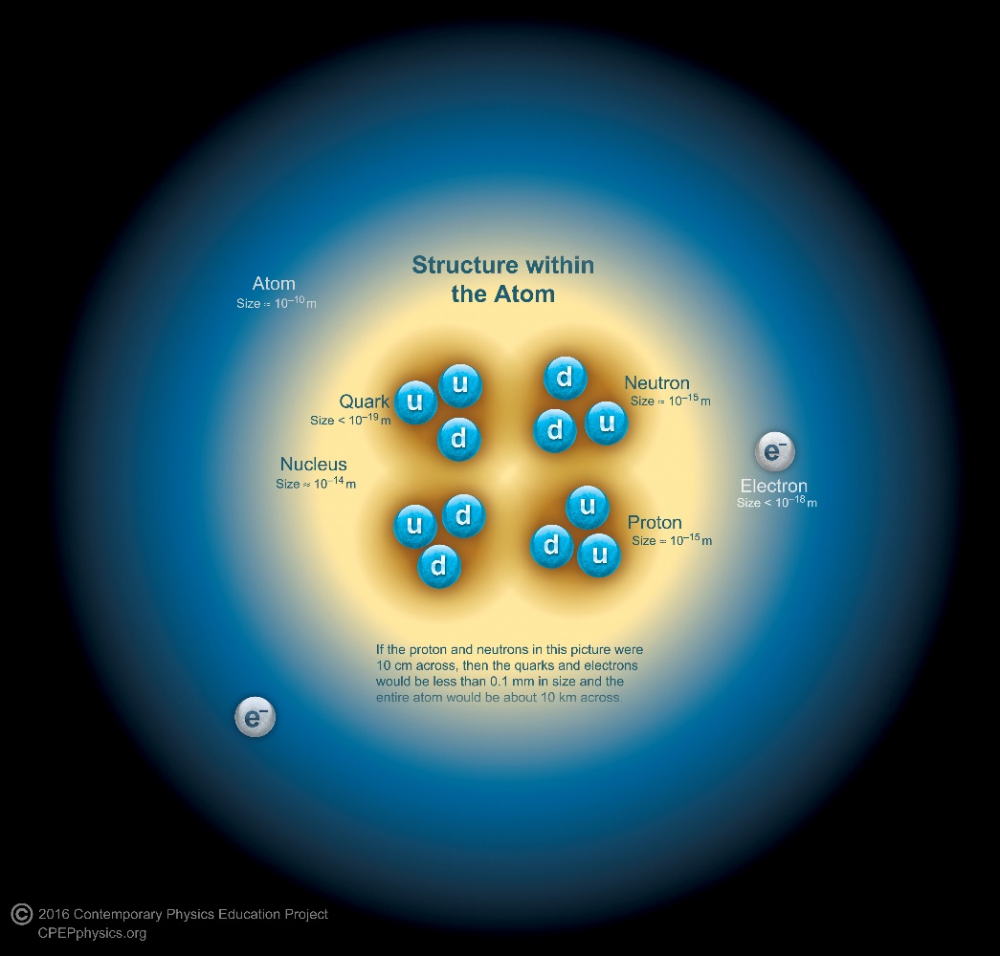 Structure within
the Atom
Atom
Size ≈ 10⁻¹⁰ m
u
u
d
Quark
Size < 10⁻¹⁹ m
d
d
u
Neutron
Size ≈ 10⁻¹⁵ m
Nucleus
Size ≈ 10⁻¹⁴ m
e⁻
Electron
Size < 10⁻¹⁸ m
u
d
d
u
d
u
Proton
Size ≈ 10⁻¹⁵ m
If the proton and neutrons in this picture were
10 cm across, then the quarks and electrons
would be less than 0.1 mm in size and the
entire atom would be about 10 km across.
e⁻
© 2016 Contemporary Physics Education Project
CPEPphysics.org